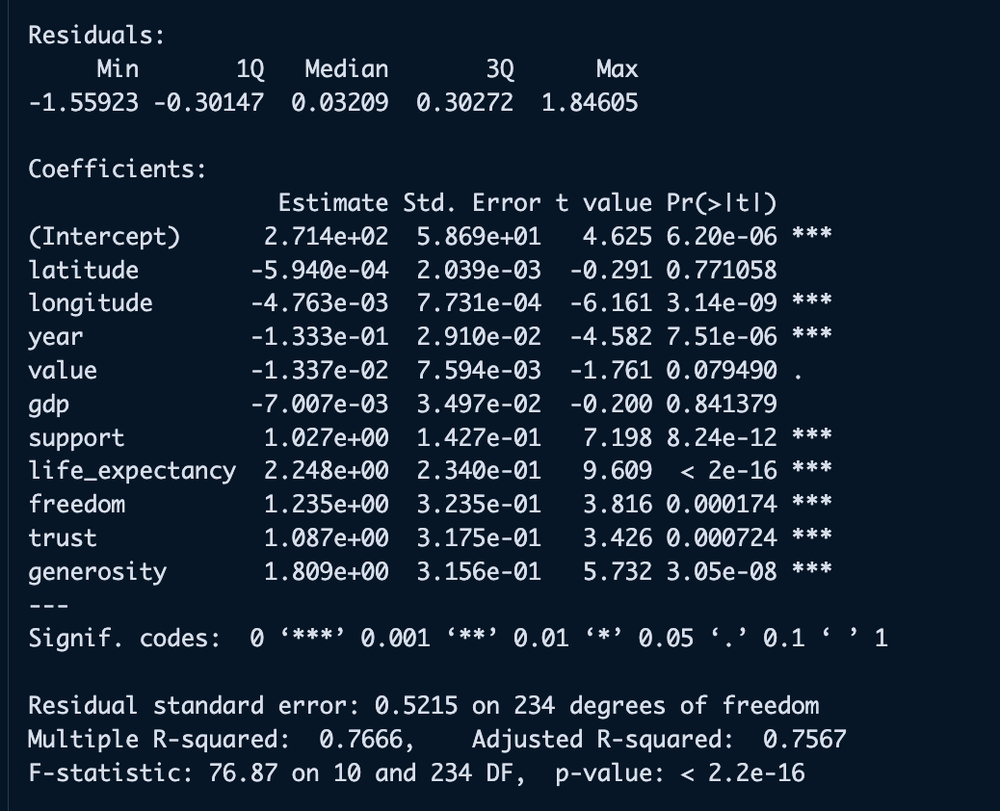 Residuals:
     Min       1Q   Median       3Q      Max
-1.55923 -0.30147  0.03209  0.30272  1.84605

Coefficients:
                  Estimate Std. Error t value Pr(>|t|)
(Intercept)      2.714e+02  5.869e+01   4.625 6.20e-06 ***
latitude        -5.940e-04  2.039e-03  -0.291 0.771058
longitude       -4.763e-03  7.731e-04  -6.161 3.14e-09 ***
year            -1.333e-01  2.910e-02  -4.582 7.51e-06 ***
value           -1.337e-02  7.594e-03  -1.761 0.079490 .
gdp             -7.007e-03  3.497e-02  -0.200 0.841379
support          1.027e+00  1.427e-01   7.198 8.24e-12 ***
life_expectancy  2.248e+00  2.340e-01   9.609  < 2e-16 ***
freedom          1.235e+00  3.235e-01   3.816 0.000174 ***
trust            1.087e+00  3.175e-01   3.426 0.000724 ***
generosity       1.809e+00  3.156e-01   5.732 3.05e-08 ***
---
Signif. codes:  0 ‘***’ 0.001 ‘**’ 0.01 ‘*’ 0.05 ‘.’ 0.1 ‘ ’ 1

Residual standard error: 0.5215 on 234 degrees of freedom
Multiple R-squared:  0.7666,    Adjusted R-squared:  0.7567
F-statistic: 76.87 on 10 and 234 DF,  p-value: < 2.2e-16